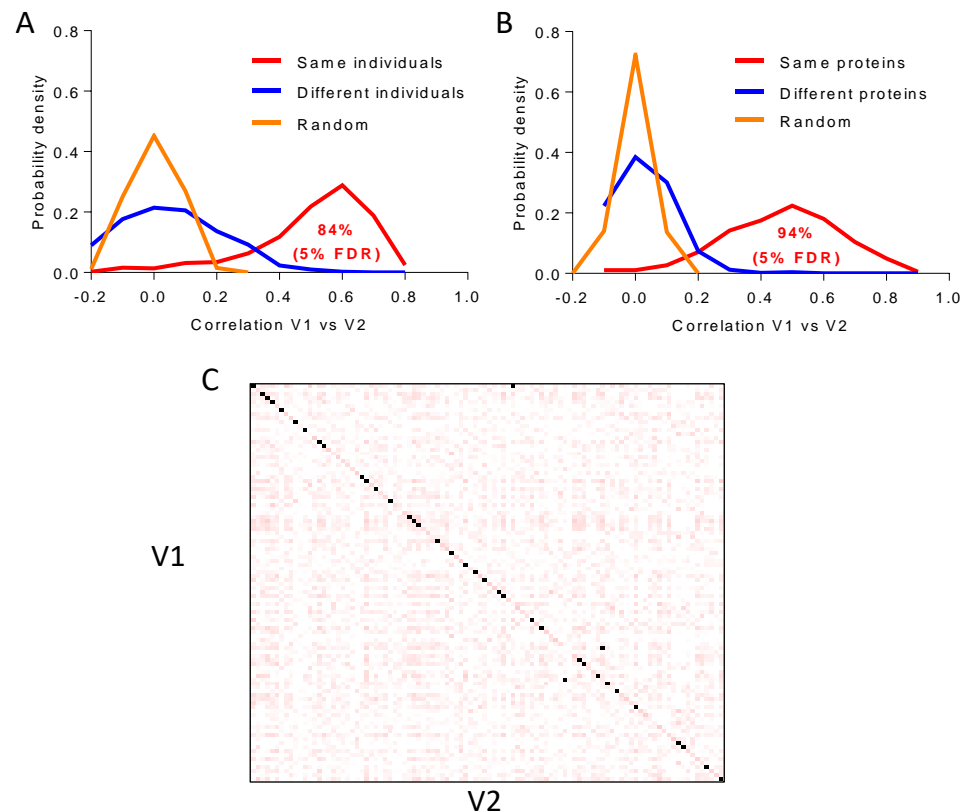 A
0.8
0.6
0.4
0.2
0.0
Probability density
-0.2
0.0
0.2
0.4
0.6
0.8
1.0
Correlation V1 vs V2
Same individuals
Different individuals
Random
84%
(5% FDR)
B
0.8
0.6
0.4
0.2
0.0
Probability density
-0.2
0.0
0.2
0.4
0.6
0.8
1.0
Correlation V1 vs V2
Same proteins
Different proteins
Random
94%
(5% FDR)
C
V1
V2